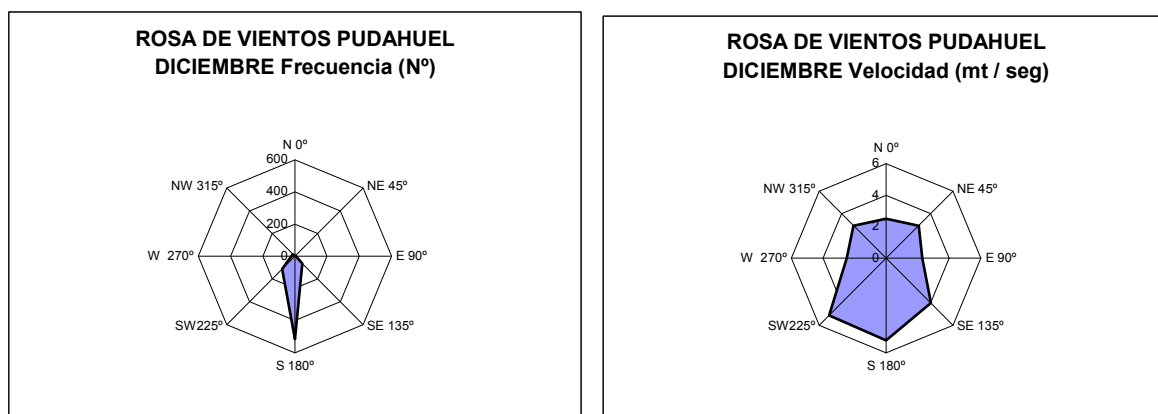 ROSA DE VIENTOS PUDAHUEL
DICIEMBRE Frecuencia (Nº)
N 0º
600
NW 315º
NE 45º
400
200
W 270º
0
E 90º
SW225º
SE 135º
S 180º
ROSA DE VIENTOS PUDAHUEL
DICIEMBRE Velocidad (mt / seg)
N 0º
6
NW 315º
NE 45º
4
2
W 270º
0
E 90º
SW225º
SE 135º
S 180º